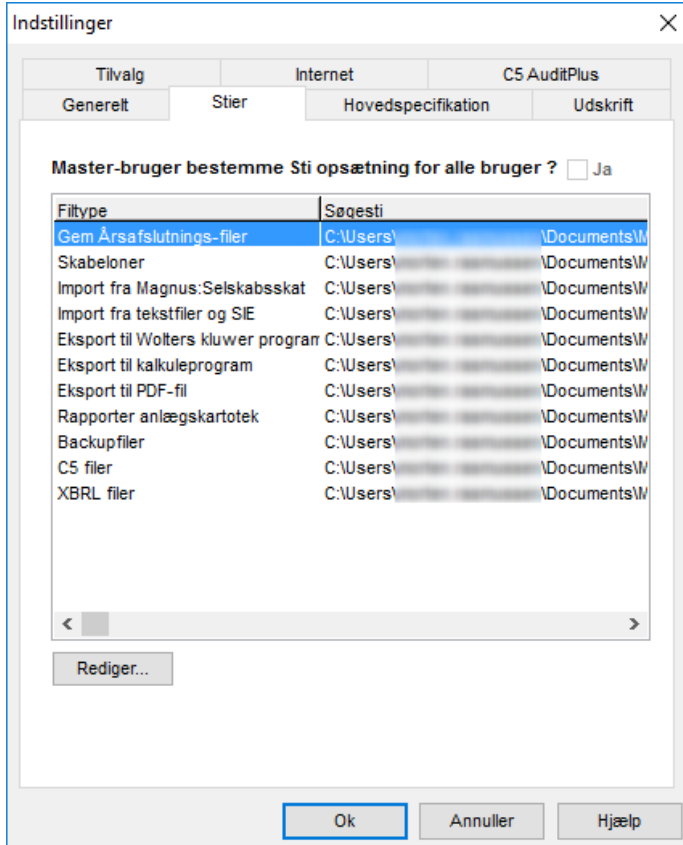 Indstillinger
Tilvalg Internet C5 AuditPlus
Generelt Stier Hovedspecifikation Udskrift
Master-bruger bestemme Sti opsætning for alle bruger ? Ja
Filtype Søgesti
Gem Årsafslutnings-filer C:\Users\ \Documents\M
Skabeloner C:\Users\ \Documents\M
Import fra Magnus:Selskabsskat C:\Users\ \Documents\M
Import fra tekstfiler og SIE C:\Users\ \Documents\M
Eksport til Wolters kluwer program C:\Users\ \Documents\M
Eksport til kalkuleprogram C:\Users\ \Documents\M
Eksport til PDF-fil C:\Users\ \Documents\M
Rapporter anlægskartotek C:\Users\ \Documents\M
Backupfiler C:\Users\ \Documents\M
C5 filer C:\Users\ \Documents\M
XBRL filer C:\Users\ \Documents\M
Rediger...
Ok Annuller Hjælp